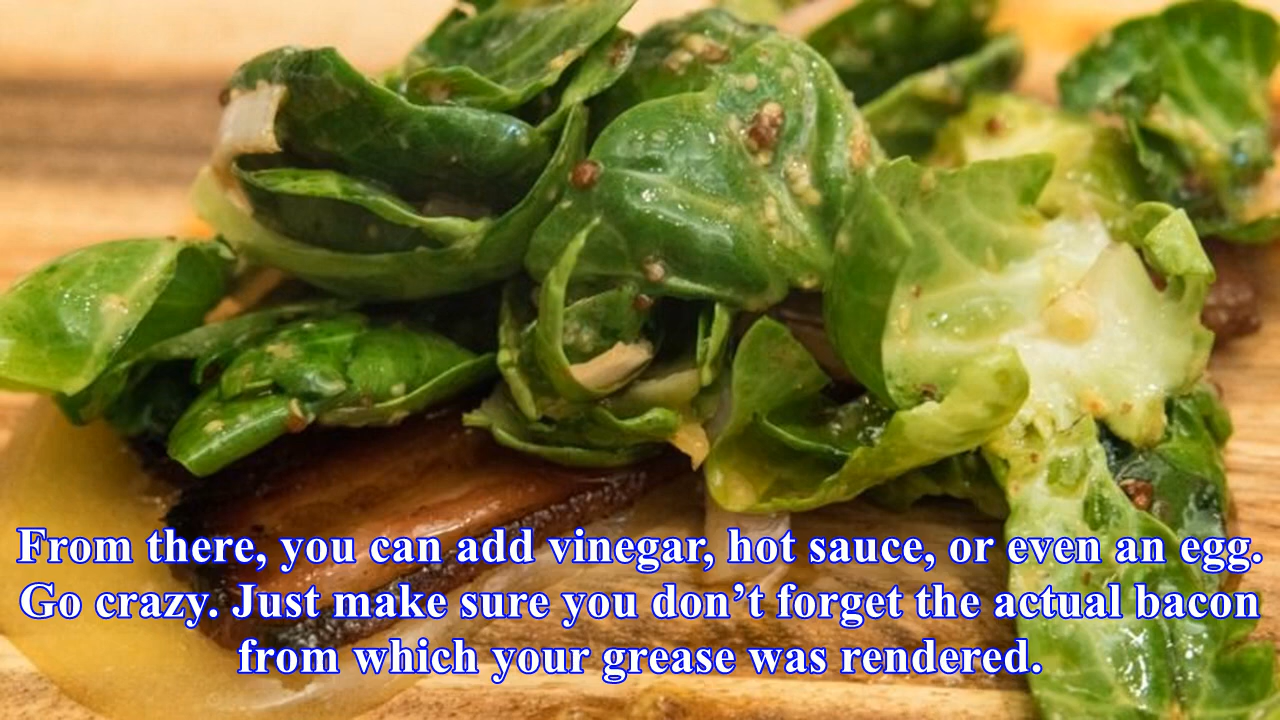 From there, you can add vinegar, hot sauce, or even an egg.
Go crazy. Just make sure you don’t forget the actual bacon
from which your grease was rendered.